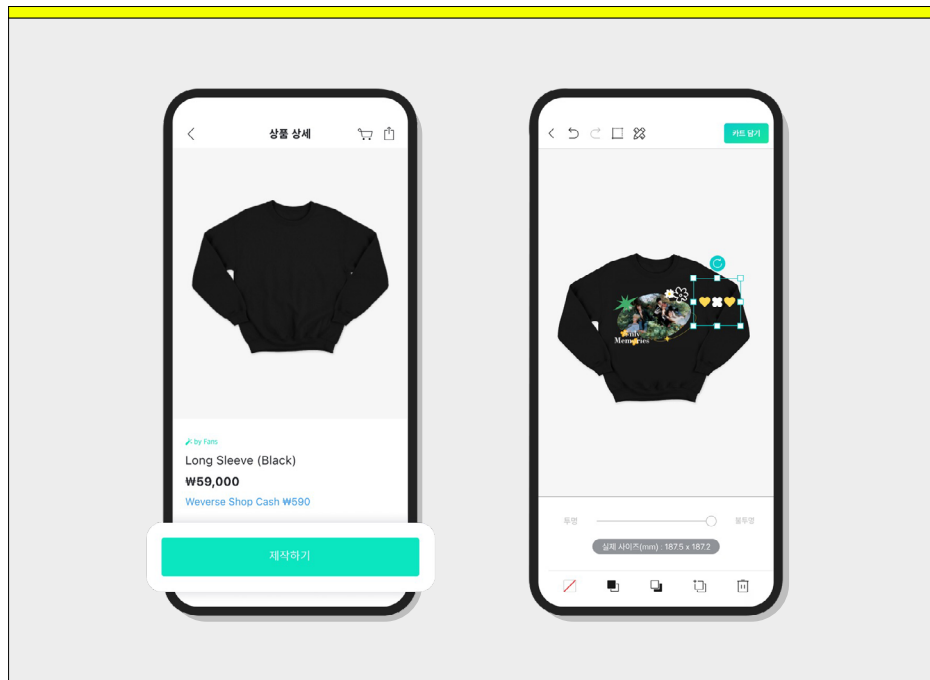 상품 상세
by Fans
Long Sleeve (Black)
₩59,000
Weverse Shop Cash ₩590
제작하기
카트 담기
Only
Memories
투명
불투명
실제 사이즈(mm) : 187.5 x 187.2